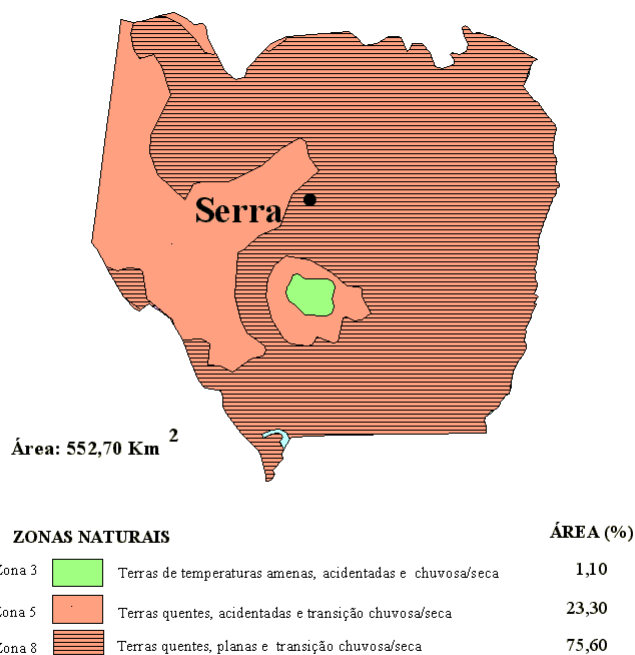 Serra
Área: 552,70 Km 2
ZONAS NATURAIS ÁREA (%)
Zona 3 Terras de temperaturas amenas, acidentadas e chuvosa/seca 1,10
Zona 5 Terras quentes, acidentadas e transição chuvosa/seca 23,30
Zona 8 Terras quentes, planas e transição chuvosa/seca 75,60